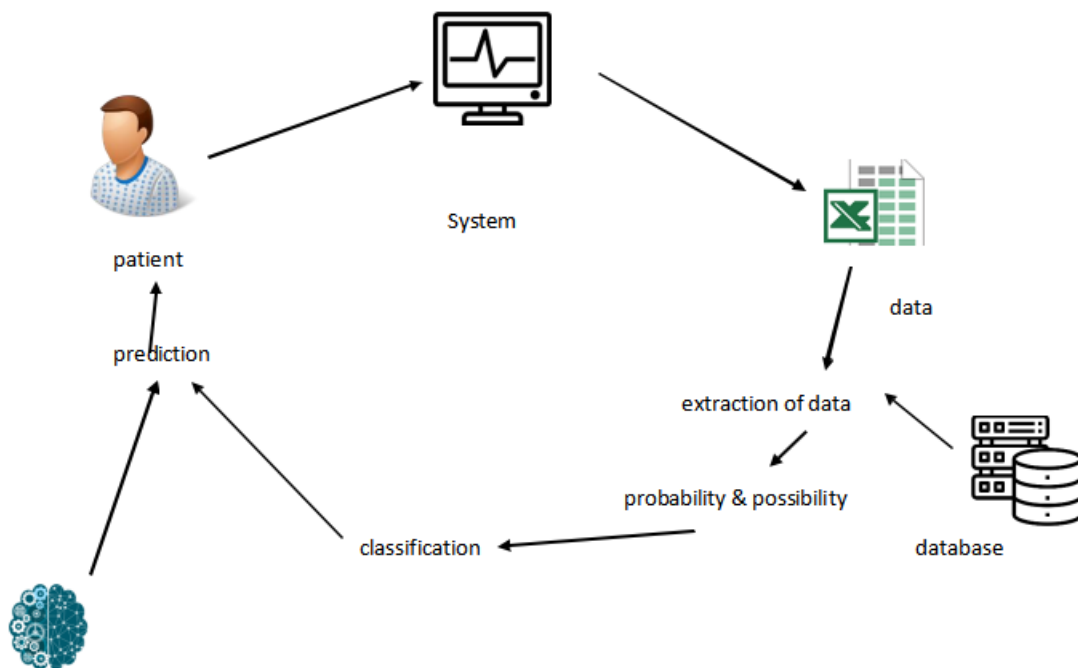 System
patient
data
prediction
extraction of data
probability & possibility
classification
database